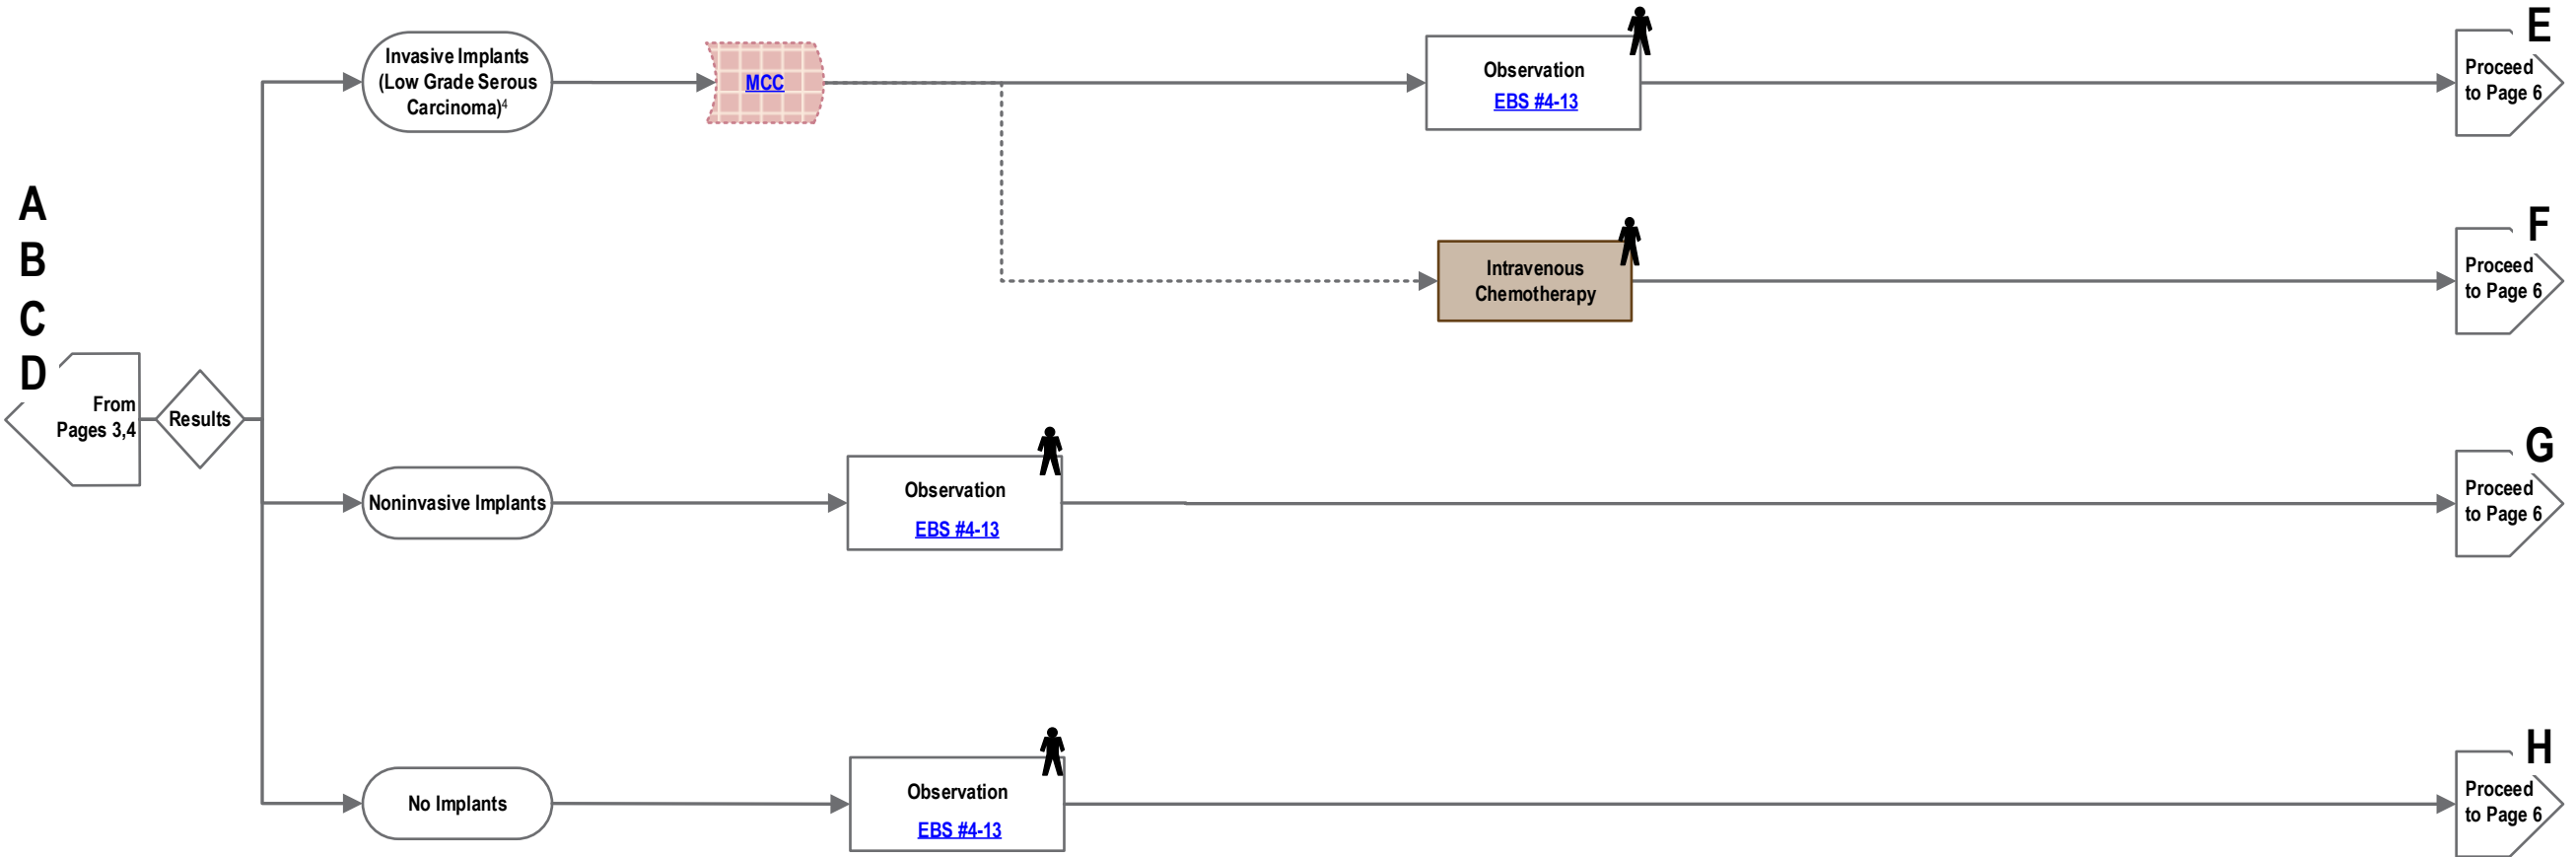 Invasive Implants
(Low Grade Serous
Carcinoma)4
MCC
Observation
EBS #4-13
E
Proceed
to Page 6
A
B
C
D
From
Pages 3,4
Results
Intravenous
Chemotherapy
F
Proceed
to Page 6
Noninvasive Implants
Observation
EBS #4-13
G
Proceed
to Page 6
No Implants
Observation
EBS #4-13
H
Proceed
to Page 6